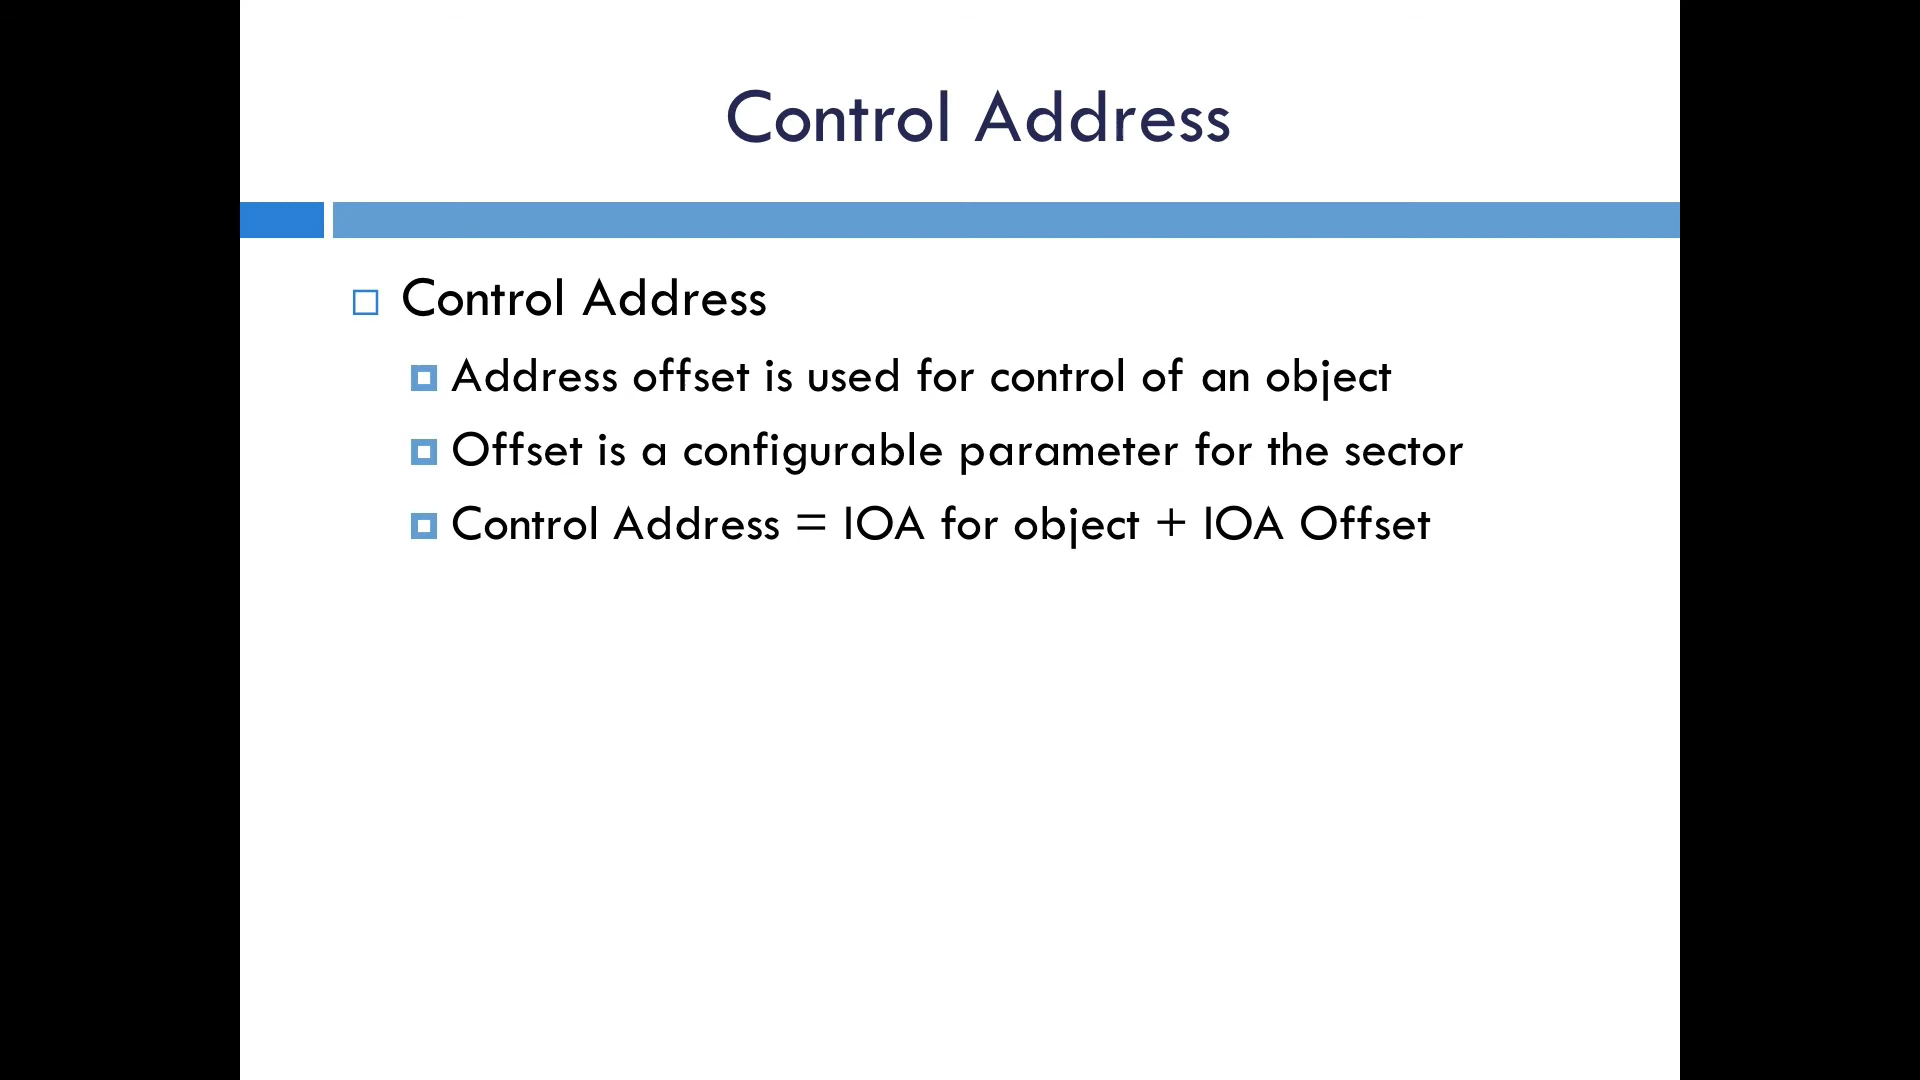 Control Address
Control Address
Address offset is used for control of an object
Offset is a configurable parameter for the sector
Control Address = IOA for object + IOA Offset